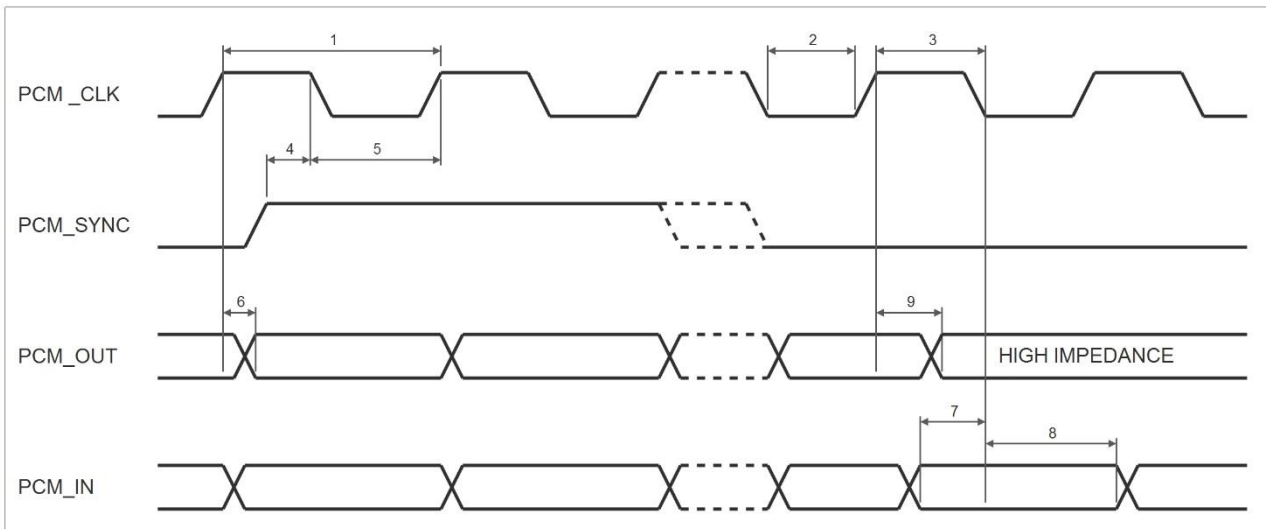 1
2
3
PCM _CLK
4
5
PCM_SYNC
6
9
PCM_OUT
HIGH IMPEDANCE
7
8
PCM_IN